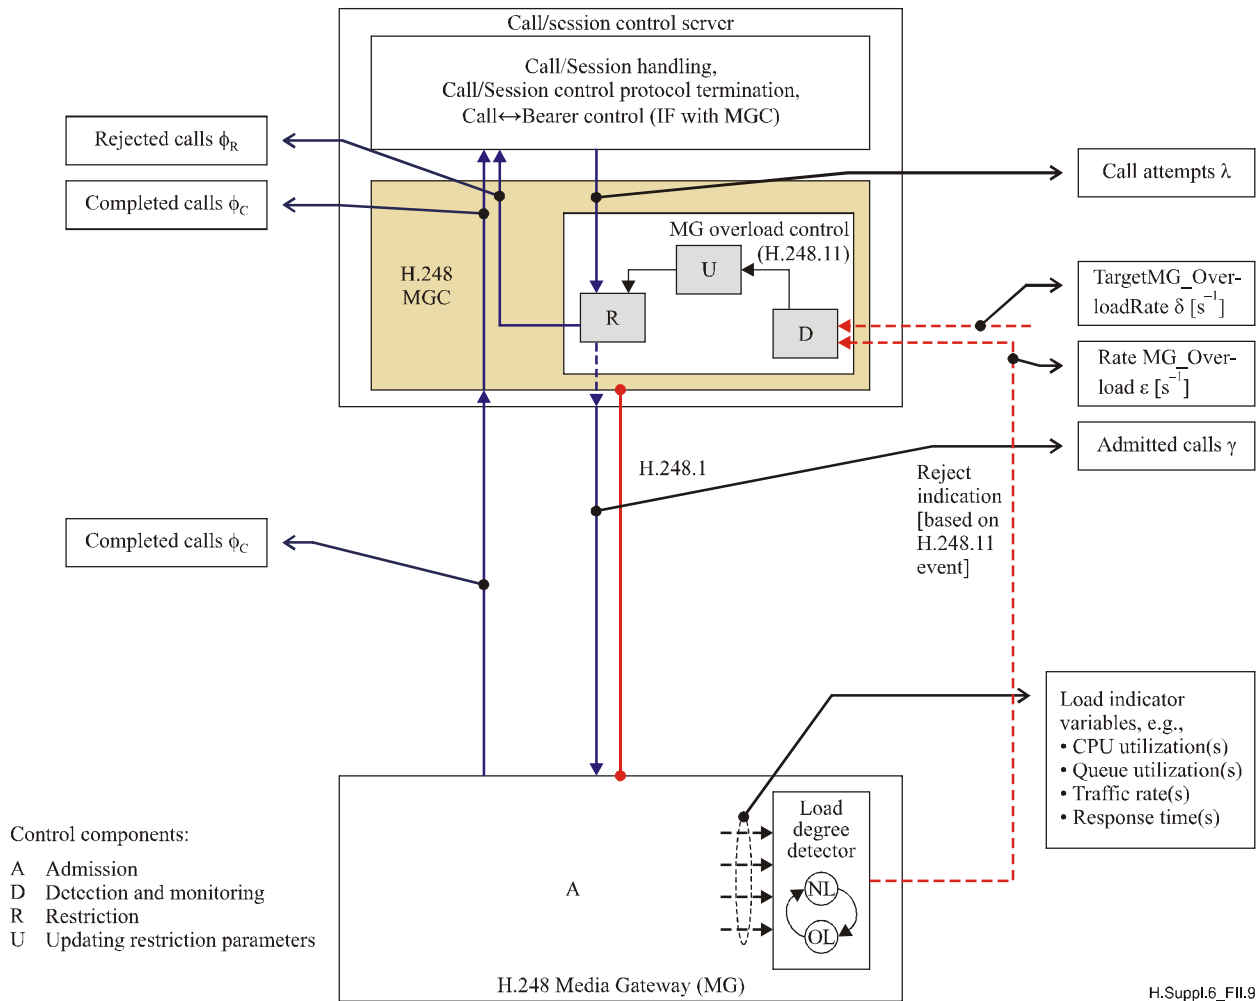 Call/session control server
Call/Session handling,
Call/Session control protocol termination,
Call↔Bearer control (IF with MGC)
Rejected calls ϕR
Completed calls ϕC
Call attempts λ
MG overload control
(H.248.11)
H.248
MGC
U
R
D
TargetMG_Over-
loadRate δ [s–1]
Rate MG_Over-
load ε [s–1]
Admitted calls γ
H.248.1
Reject
indication
[based on
H.248.11
event]
Completed calls ϕC
Load indicator
variables, e.g.,
• CPU utilization(s)
• Queue utilization(s)
• Traffic rate(s)
• Response time(s)
Load
degree
detector
NL
OL
A
H.248 Media Gateway (MG)
Control components:
A Admission
D Detection and monitoring
R Restriction
U Updating restriction parameters
H.Suppl.6_FII.9